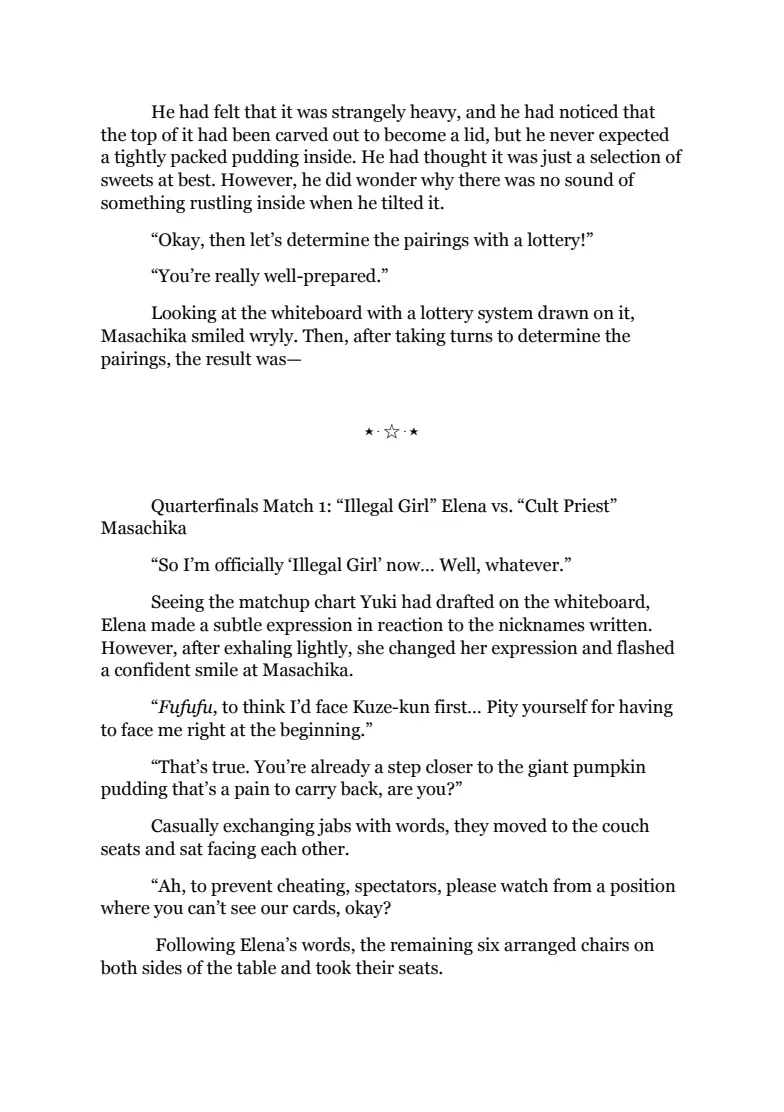 He had felt that it was strangely heavy, and he had noticed that
the top of it had been carved out to become a lid, but he never expected
a tightly packed pudding inside. He had thought it was just a selection of
sweets at best. However, he did wonder why there was no sound of
something rustling inside when he tilted it.
“Okay, then let’s determine the pairings with a lottery!”
“You’re really well-prepared.”
Looking at the whiteboard with a lottery system drawn on it,
Masachika smiled wryly. Then, after taking turns to determine the
pairings, the result was—
⋆·☆·⋆
Quarterfinals Match 1: “Illegal Girl” Elena vs. “Cult Priest”
Masachika
“So I’m officially ‘Illegal Girl’ now... Well, whatever.”
Seeing the matchup chart Yuki had drafted on the whiteboard,
Elena made a subtle expression in reaction to the nicknames written.
However, after exhaling lightly, she changed her expression and flashed
a confident smile at Masachika.
“Fufufu, to think I’d face Kuze-kun first... Pity yourself for having
to face me right at the beginning.”
“That’s true. You’re already a step closer to the giant pumpkin
pudding that’s a pain to carry back, are you?”
Casually exchanging jabs with words, they moved to the couch
seats and sat facing each other.
“Ah, to prevent cheating, spectators, please watch from a position
where you can’t see our cards, okay?
Following Elena’s words, the remaining six arranged chairs on
both sides of the table and took their seats.